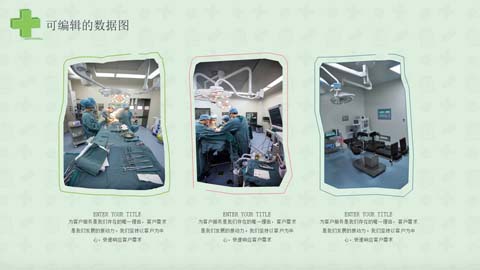 可编辑的数据图
ENTER YOUR TITLE
为客户服务是我们存在的唯一理由，客户需求
是我们发展的原动力。我们坚持以客户为中
心，快速响应客户需求
ENTER YOUR TITLE
为客户服务是我们存在的唯一理由，客户需求
是我们发展的原动力。我们坚持以客户为中
心，快速响应客户需求
ENTER YOUR TITLE
为客户服务是我们存在的唯一理由，客户需求
是我们发展的原动力。我们坚持以客户为中
心，快速响应客户需求